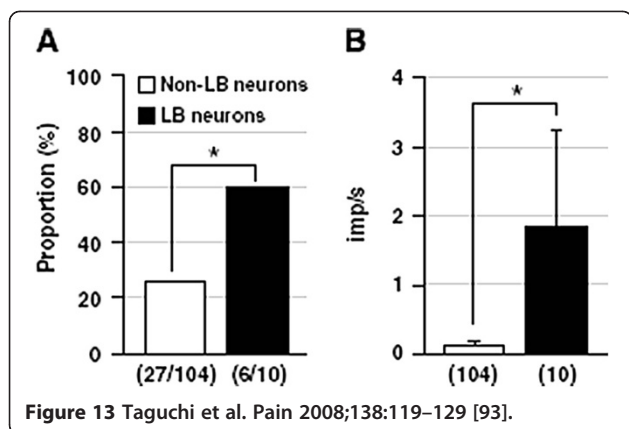 A
B
100
80
60
40
20
0
Proportion (%)
Non-LB neurons
LB neurons
*
(27/104) (6/10)
4
3
2
1
0
imp/s
*
(104) (10)
Figure 13 Taguchi et al. Pain 2008;138:119–129 [93].